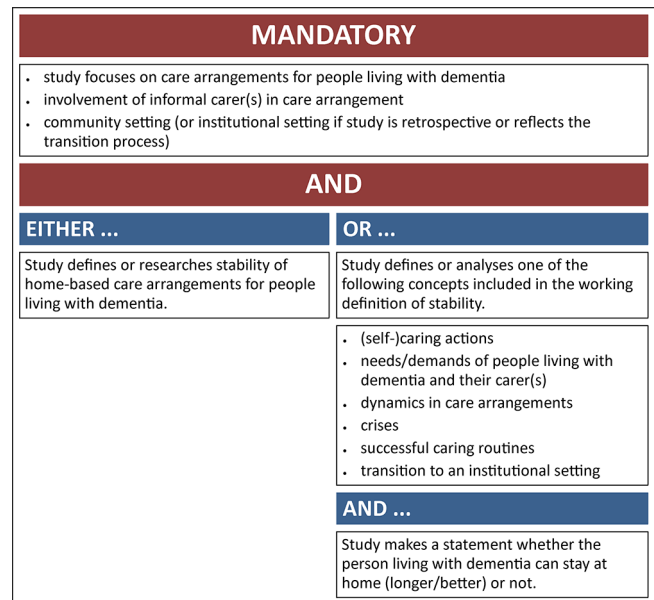 MANDATORY
• study focuses on care arrangements for people living with dementia
• involvement of informal carer(s) in care arrangement
• community setting (or institutional setting if study is retrospective or reflects the
transition process)
AND
EITHER ...
Study defines or researches stability of
home-based care arrangements for people
living with dementia.
OR ...
Study defines or analyses one of the
following concepts included in the working
definition of stability.
• (self-)caring actions
• needs/demands of people living with
dementia and their carer(s)
• dynamics in care arrangements
• crises
• successful caring routines
• transition to an institutional setting
AND ...
Study makes a statement whether the
person living with dementia can stay at
home (longer/better) or not.